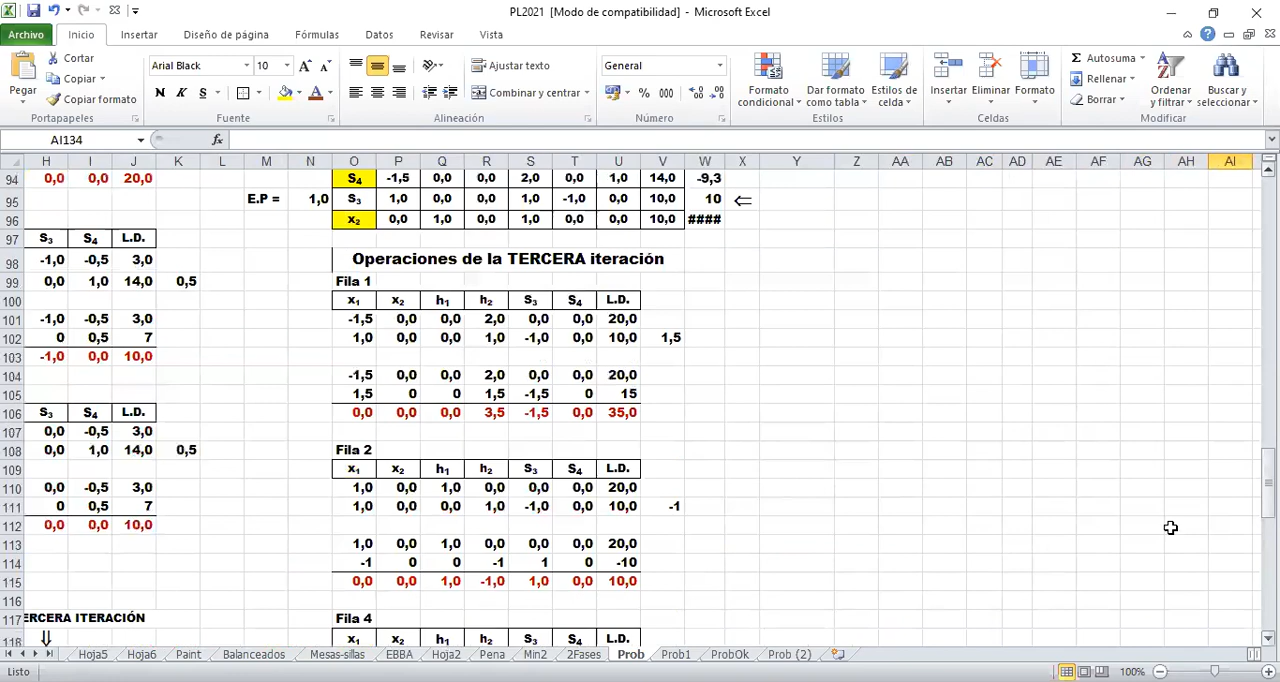 PL2021 [Modo de compatibilidad] - Microsoft Excel
Archivo Inicio Insertar Diseño de página Fórmulas Datos Revisar Vista
Pegar Cortar Copiar Copiar formato
Arial Black 10 A A
N K S A
Ajustar texto
Combinar y centrar
General
% 000
Formato condicional Dar formato como tabla Estilos de celda
Insertar Eliminar Formato
Σ Autosuma Rellenar Borrar
Ordenar y filtrar Buscar y seleccionar
Portapapeles Fuente Alineación Número Estilos Celdas Modificar
AI134 fx
H I J K L M N O P Q R S T U V W X Y Z AA AB AC AD AE AF AG AH AI
94 0,0 0,0 20,0 S₄ -1,5 0,0 0,0 2,0 0,0 1,0 14,0 -9,3
95 E.P = 1,0 S₃ 1,0 0,0 0,0 1,0 -1,0 0,0 10,0 10 ⇐
96 x₂ 0,0 1,0 0,0 1,0 0,0 0,0 10,0 ####
97 S₃ S₄ L.D.
98 -1,0 -0,5 3,0 Operaciones de la TERCERA iteración
99 0,0 1,0 14,0 0,5 Fila 1
100 x₁ x₂ h₁ h₂ S₃ S₄ L.D.
101 -1,0 -0,5 3,0 -1,5 0,0 0,0 2,0 0,0 0,0 20,0
102 0 0,5 7 1,0 0,0 0,0 1,0 -1,0 0,0 10,0 1,5
103 -1,0 0,0 10,0
104 -1,5 0,0 0,0 2,0 0,0 0,0 20,0
105 1,5 0 0 1,5 -1,5 0 15
106 S₃ S₄ L.D. 0,0 0,0 0,0 3,5 -1,5 0,0 35,0
107 0,0 -0,5 3,0
108 0,0 1,0 14,0 0,5 Fila 2
109 x₁ x₂ h₁ h₂ S₃ S₄ L.D.
110 0,0 -0,5 3,0 1,0 0,0 1,0 0,0 0,0 0,0 20,0
111 0 0,5 7 1,0 0,0 0,0 1,0 -1,0 0,0 10,0 -1
112 0,0 0,0 10,0
113 1,0 0,0 1,0 0,0 0,0 0,0 20,0
114 -1 0 0 -1 1 0 -10
115 0,0 0,0 1,0 -1,0 1,0 0,0 10,0
116
117 ERCERA ITERACIÓN Fila 4
118 ⇓ x₁ x₂ h₁ h₂ S₃ S₄ L.D.
Hoja5 Hoja6 Paint Balanceados Mesas-sillas EBBA Hoja2 Pena Min2 2Fases Prob Prob1 ProbOk Prob (2)
Listo 100%